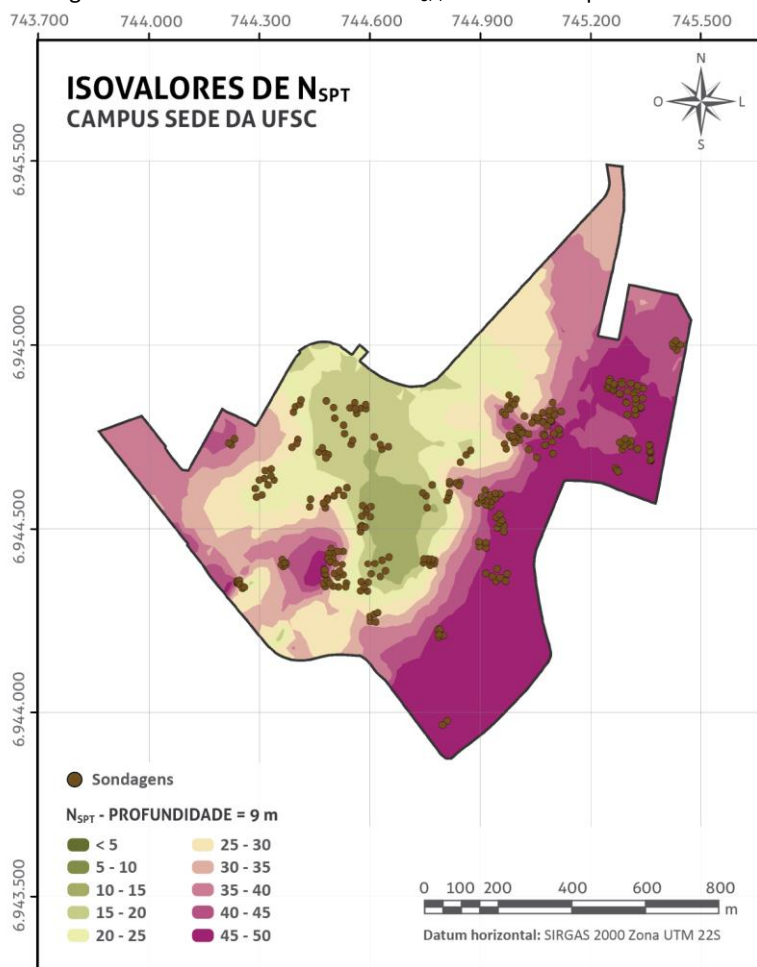 743.700 744.000 744.300 744.600 744.900 745.200 745.500
ISOVALORES DE NSPT
CAMPUS SEDE DA UFSC
N
O L
S
6.945.500
6.945.000
6.944.500
6.944.000
6.943.500
Sondagens
NSPT - PROFUNDIDADE = 9 m
< 5
5 - 10
10 - 15
15 - 20
20 - 25
25 - 30
30 - 35
35 - 40
40 - 45
45 - 50
0 100 200 400 600 800
m
Datum horizontal: SIRGAS 2000 Zona UTM 22S